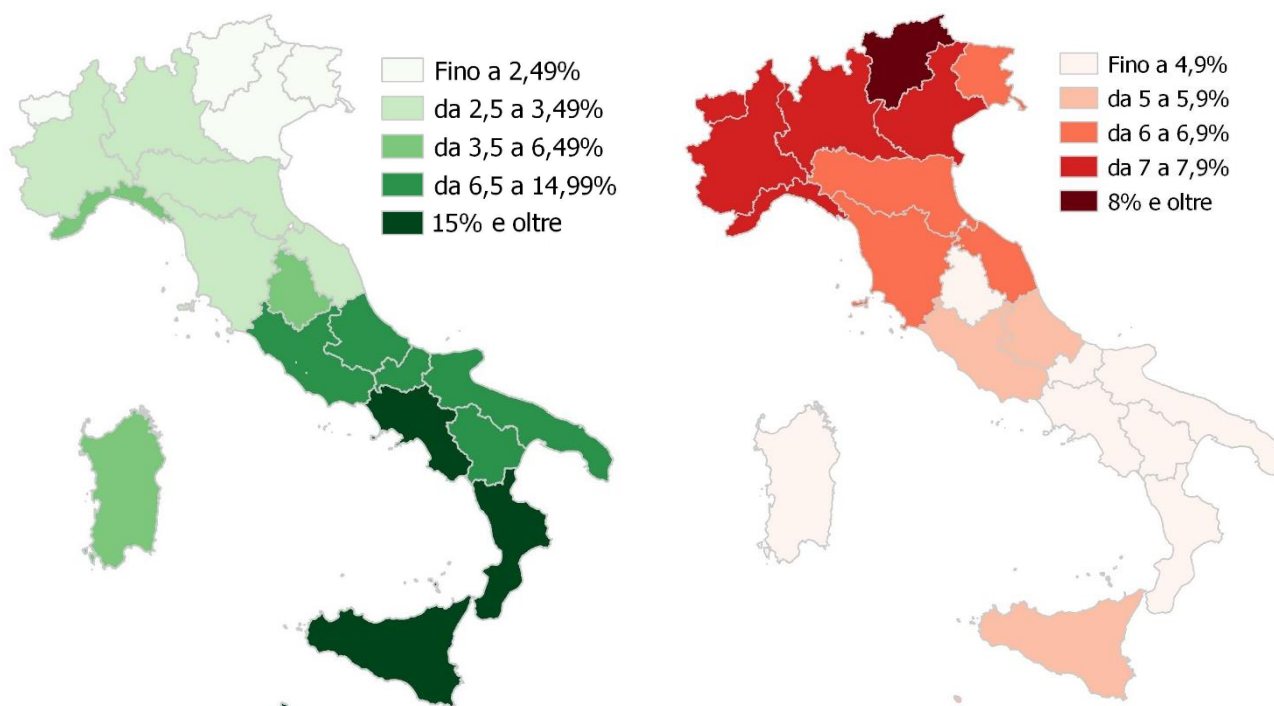 Fino a 2,49%
da 2,5 a 3,49%
da 3,5 a 6,49%
da 6,5 a 14,99%
15% e oltre
Fino a 4,9%
da 5 a 5,9%
da 6 a 6,9%
da 7 a 7,9%
8% e oltre